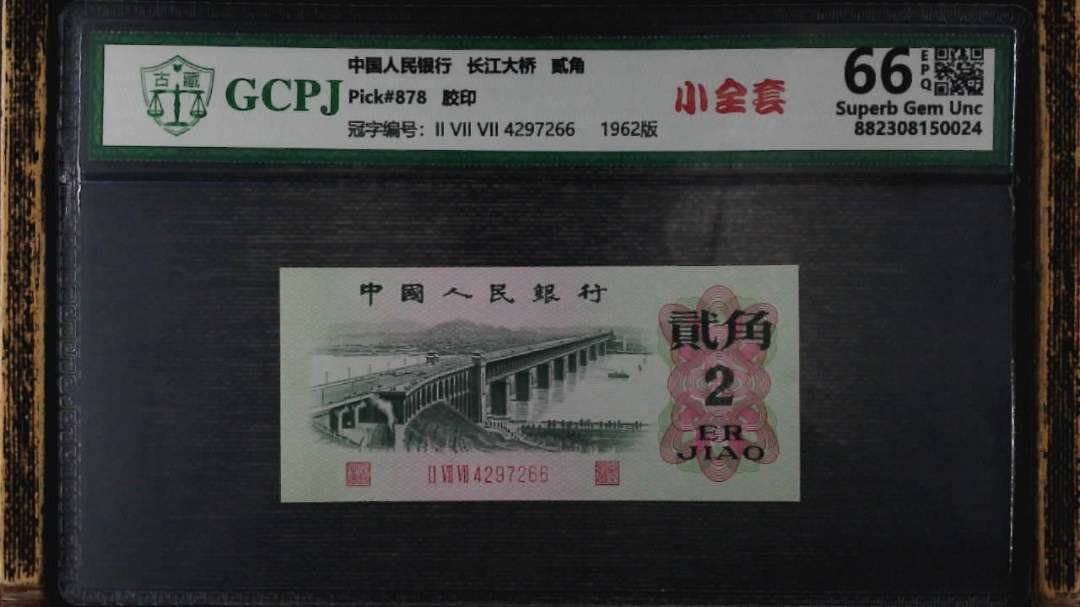 古藏
GCPJ
中国人民银行 长江大桥 贰角
Pick#878 胶印
冠字编号: II VII VII 4297266 1962版
小全套
66 EPQ
Superb Gem Unc
882308150024
中國人民銀行
貳角
2
ER
JIAO
II VII VII 4297266